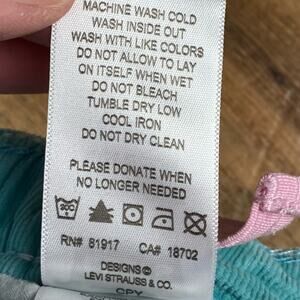 MACHINE WASH COLD
WASH INSIDE OUT
WASH WITH LIKE COLORS
DO NOT ALLOW TO LAY
ON ITSELF WHEN WET
DO NOT BLEACH
TUMBLE DRY LOW
COOL IRON
DO NOT DRY CLEAN
PLEASE DONATE WHEN
NO LONGER NEEDED
RN# 81917 CA# 18702
DESIGNS©
LEVI STRAUSS & CO.
CPY